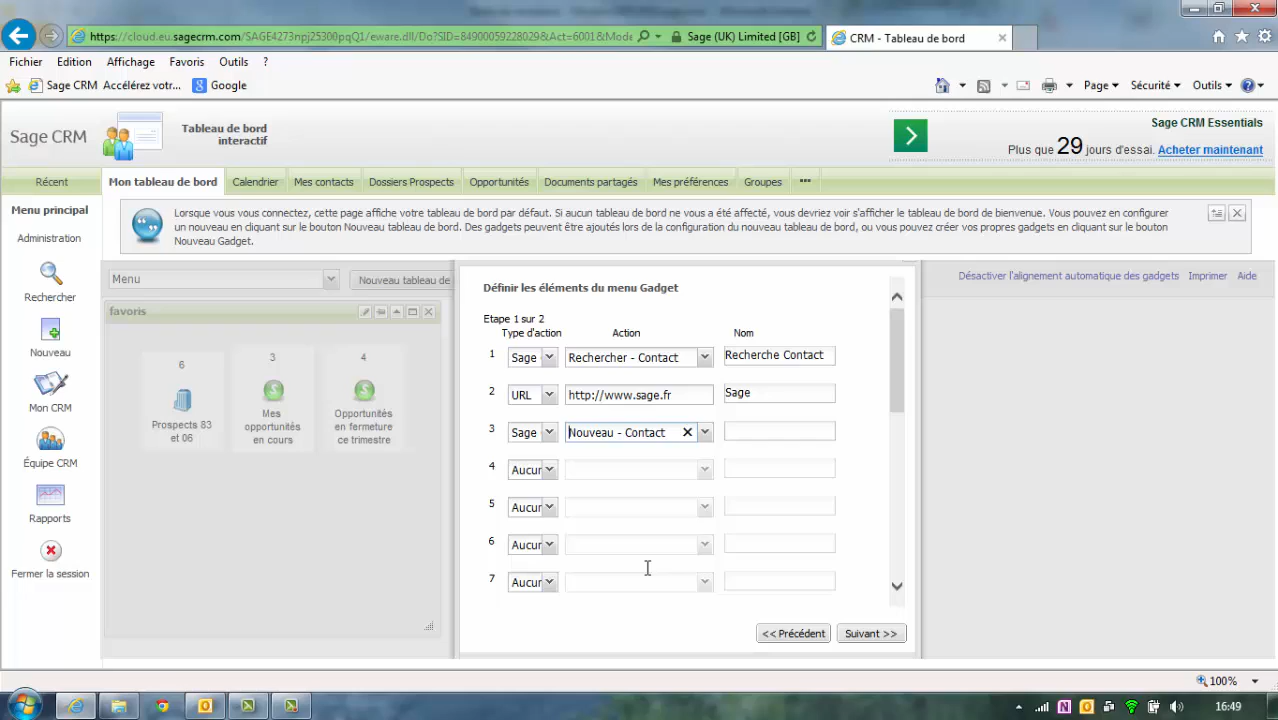 https://cloud.eu.sagecrm.com/SAGE4273npj25300pqQ1/eware.dll/Do?SID=84900059228029&Act=6001&Mode
Sage (UK) Limited [GB]
CRM - Tableau de bord
Fichier Edition Affichage Favoris Outils ?
Sage CRM Accélérez votr... Google
Page Sécurité Outils
Sage CRM
Tableau de bord
interactif
Sage CRM Essentials
Plus que 29 jours d'essai. Acheter maintenant
Récent Mon tableau de bord Calendrier Mes contacts Dossiers Prospects Opportunités Documents partagés Mes préférences Groupes ...
Menu principal
Administration
Rechercher
Nouveau
Mon CRM
Équipe CRM
Rapports
Fermer la session
Lorsque vous vous connectez, cette page affiche votre tableau de bord par défaut. Si aucun tableau de bord ne vous a été affecté, vous devriez voir s'afficher le tableau de bord de bienvenue. Vous pouvez en configurer
un nouveau en cliquant sur le bouton Nouveau tableau de bord. Des gadgets peuvent être ajoutés lors de la configuration du nouveau tableau de bord, ou vous pouvez créer vos propres gadgets en cliquant sur le bouton
Nouveau Gadget.
Menu Nouveau tableau de
Désactiver l'alignement automatique des gadgets Imprimer Aide
favoris
6
Prospects 83
et 06
3
Mes
opportunités
en cours
4
Opportunités
en fermeture
ce trimestre
Définir les éléments du menu Gadget
Etape 1 sur 2
Type d'action Action Nom
1 Sage Rechercher - Contact Recherche Contact
2 URL http://www.sage.fr Sage
3 Sage Nouveau - Contact
4 Aucun
5 Aucun
6 Aucun
7 Aucun
<< Précédent Suivant >>
100%
16:49